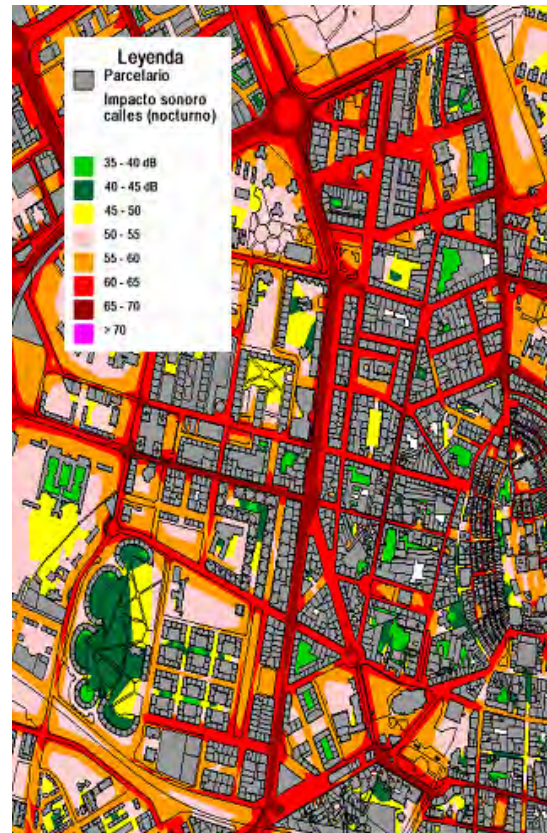 Leyenda
Parcelario
Impacto sonoro
calles (nocturno)
35 - 40 dB
40 - 45 dB
45 - 50
50 - 55
55 - 60
60 - 65
65 - 70
> 70